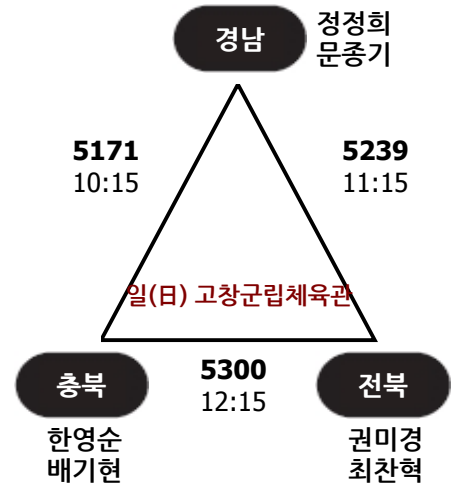 경남
정정희
문종기
5171
10:15
5239
11:15
일(日) 고창군립체육관
충북
5300
12:15
전북
한영순
배기현
권미경
최찬혁